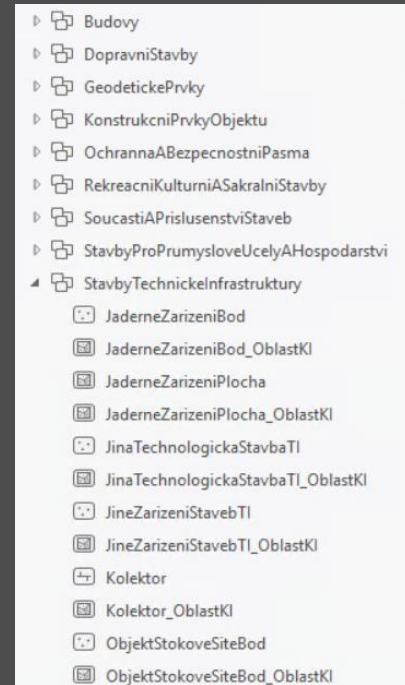 Budovy
DopravniStavby
GeodetickePrvky
KonstrukcniPrvkyObjektu
OchrannaABezpecnostniPasma
RekreacniKulturniASakralniStavby
SoucastiAPrislusenstviStaveb
StavbyProPrumysloveUcelyAHospodarstvi
StavbyTechnickeInfrastruktury
JaderneZarizeniBod
JaderneZarizeniBod_OblastKI
JaderneZarizeniPlocha
JaderneZarizeniPlocha_OblastKI
JinaTechnologickaStavbaTI
JinaTechnologickaStavbaTI_OblastKI
JineZarizeniStavebTI
JineZarizeniStavebTI_OblastKI
Kolektor
Kolektor_OblastKI
ObjektStokoveSiteBod
ObjektStokoveSiteBod_OblastKI